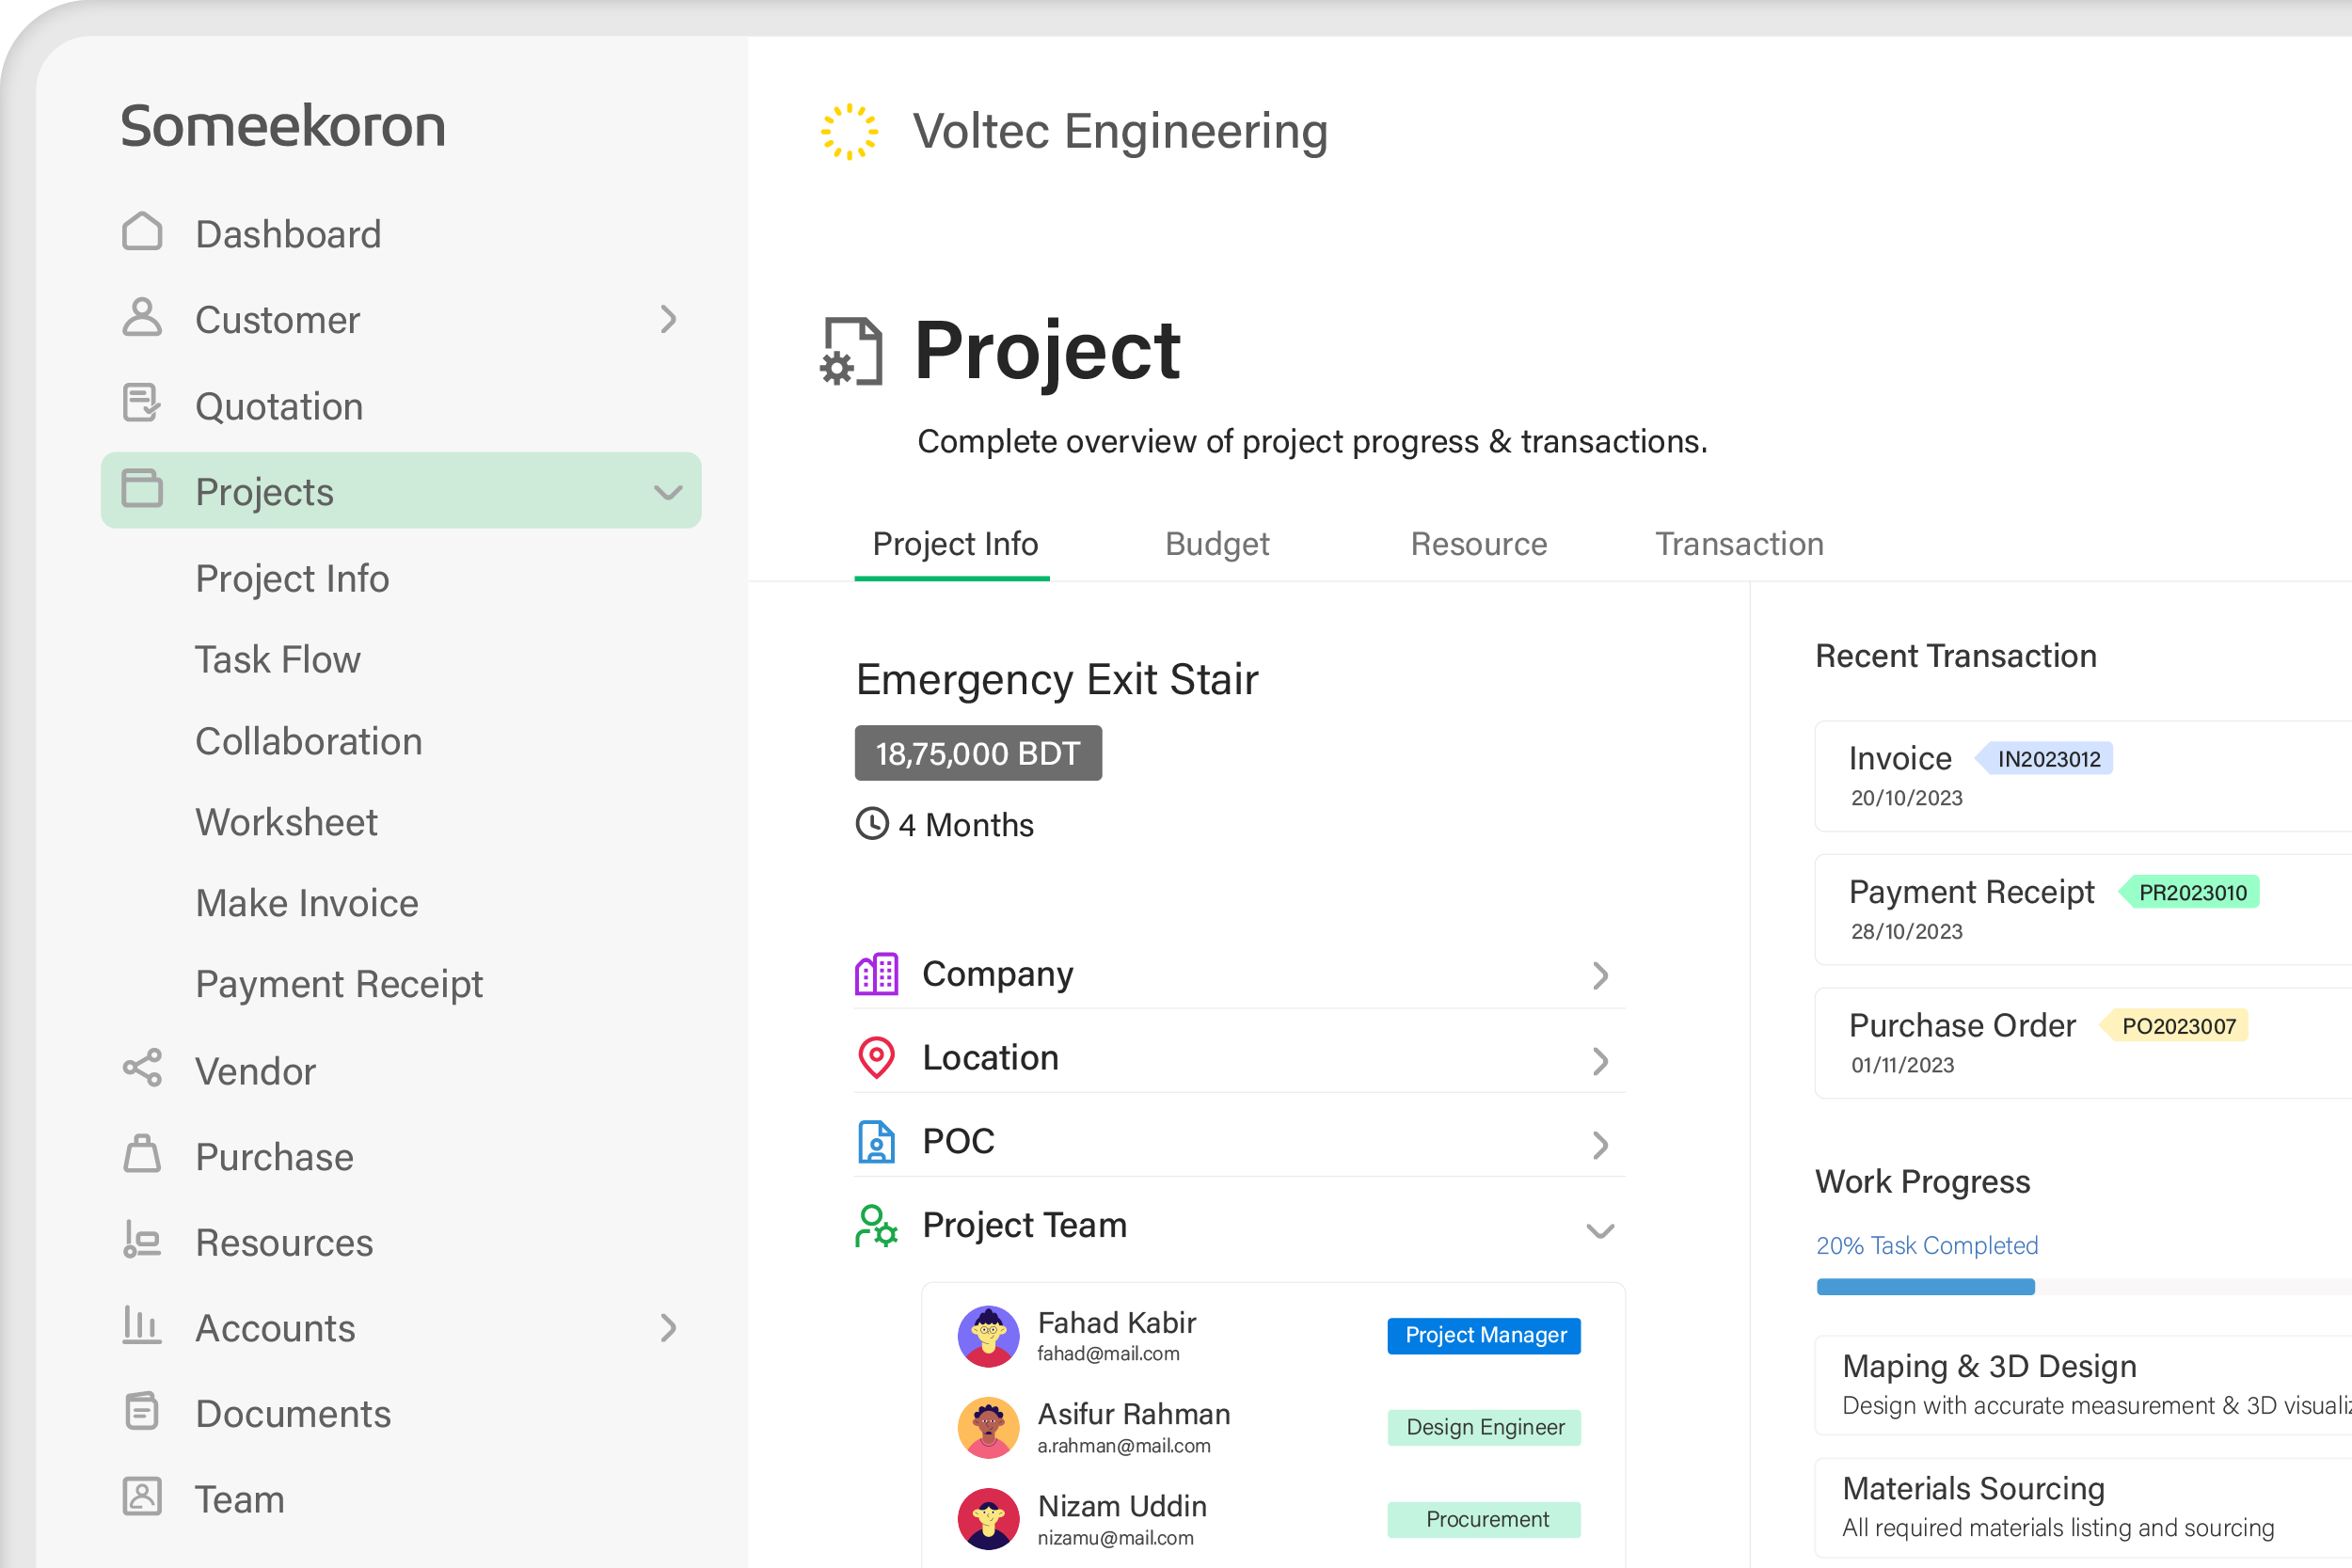 Someekoron
Dashboard
Customer
Quotation
Projects
Project Info
Task Flow
Collaboration
Worksheet
Make Invoice
Payment Receipt
Vendor
Purchase
Resources
Accounts
Documents
Team
Voltec Engineering
Project
Complete overview of project progress & transactions.
Project Info Budget Resource Transaction
Emergency Exit Stair
18,75,000 BDT
4 Months
Company
Location
POC
Project Team
Fahad Kabir
fahad@mail.com
Project Manager
Asifur Rahman
a.rahman@mail.com
Design Engineer
Nizam Uddin
nizamu@mail.com
Procurement
Recent Transaction
Invoice IN2023012
20/10/2023
Payment Receipt PR2023010
28/10/2023
Purchase Order PO2023007
01/11/2023
Work Progress
20% Task Completed
Maping & 3D Design
Design with accurate measurement & 3D
Materials Sourcing
All required materials listing and sourcing